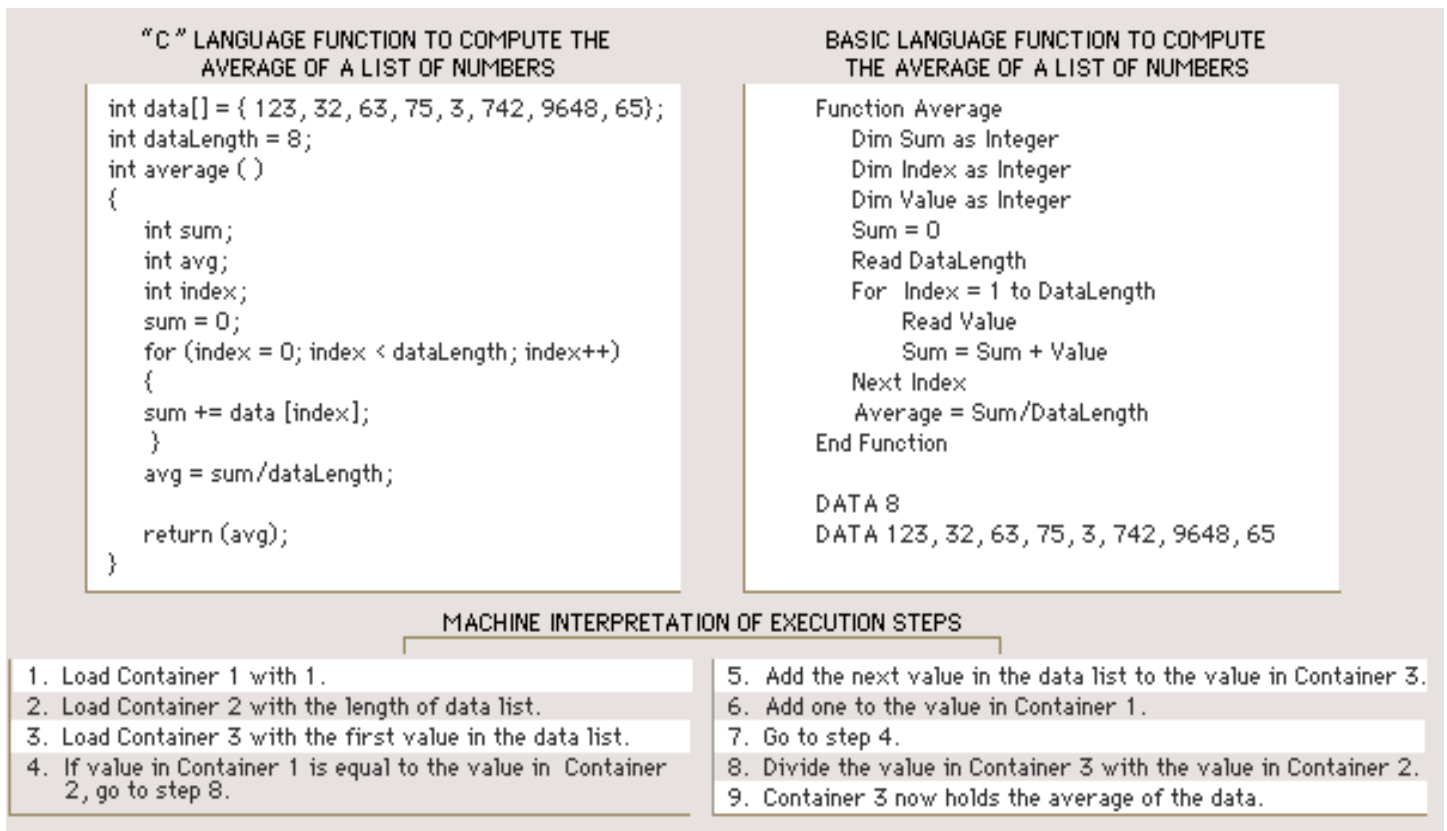 “C” LANGUAGE FUNCTION TO COMPUTE THE
AVERAGE OF A LIST OF NUMBERS
int data[] = { 123, 32, 63, 75, 3, 742, 9648, 65};
int dataLength = 8;
int average ( )
{
int sum;
int avg;
int index;
sum = 0;
for (index = 0; index < dataLength; index++)
{
sum += data [index];
}
avg = sum/dataLength;
return (avg);
}
BASIC LANGUAGE FUNCTION TO COMPUTE
THE AVERAGE OF A LIST OF NUMBERS
Function Average
Dim Sum as Integer
Dim Index as Integer
Dim Value as Integer
Sum = 0
Read DataLength
For Index = 1 to DataLength
Read Value
Sum = Sum + Value
Next Index
Average = Sum/DataLength
End Function
DATA 8
DATA 123, 32, 63, 75, 3, 742, 9648, 65
MACHINE INTERPRETATION OF EXECUTION STEPS
1. Load Container 1 with 1.
2. Load Container 2 with the length of data list.
3. Load Container 3 with the first value in the data list.
4. If value in Container 1 is equal to the value in Container
2, go to step 8.
5. Add the next value in the data list to the value in Container 3.
6. Add one to the value in Container 1.
7. Go to step 4.
8. Divide the value in Container 3 with the value in Container 2.
9. Container 3 now holds the average of the data.